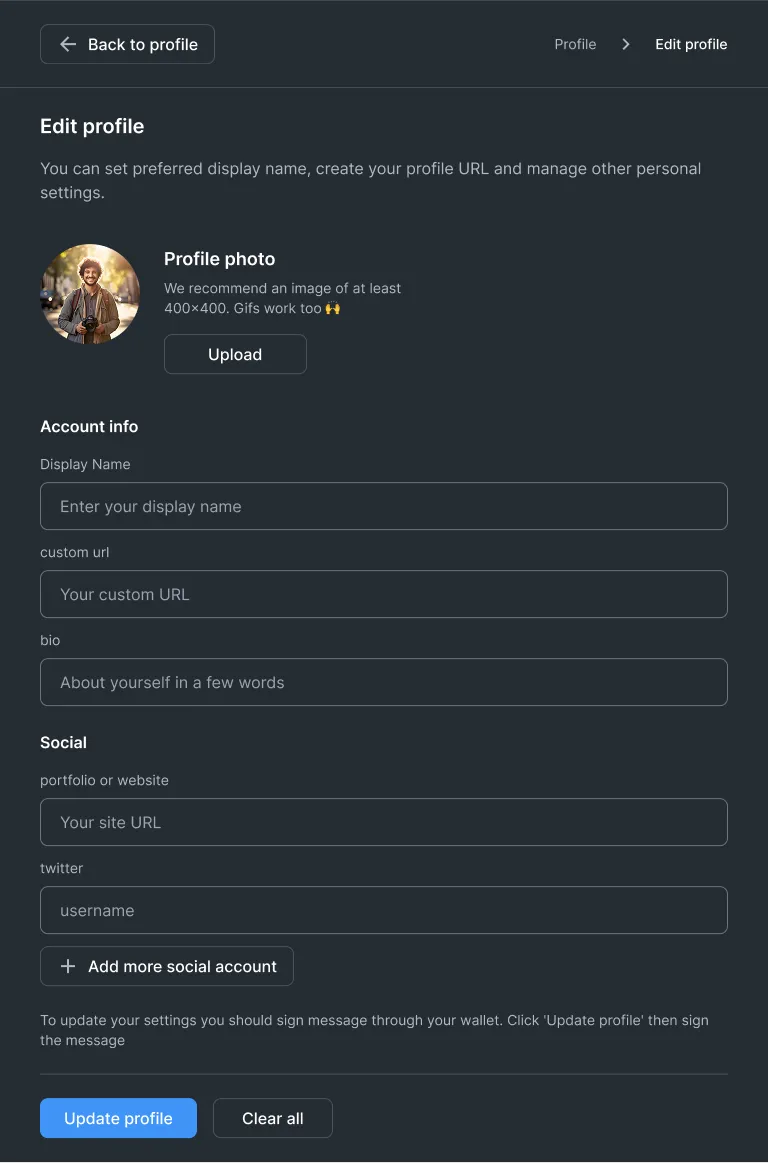 Back to profile
Profile
Edit profile
Edit profile
You can set preferred display name, create your profile URL and manage other personal
settings.
Profile photo
We recommend an image of at least
400×400. Gifs work too 🙌
Upload
Account info
Display Name
Enter your display name
custom url
Your custom URL
bio
About yourself in a few words
Social
portfolio or website
Your site URL
twitter
username
Add more social account
To update your settings you should sign message through your wallet. Click 'Update profile' then sign
the message
Update profile
Clear all